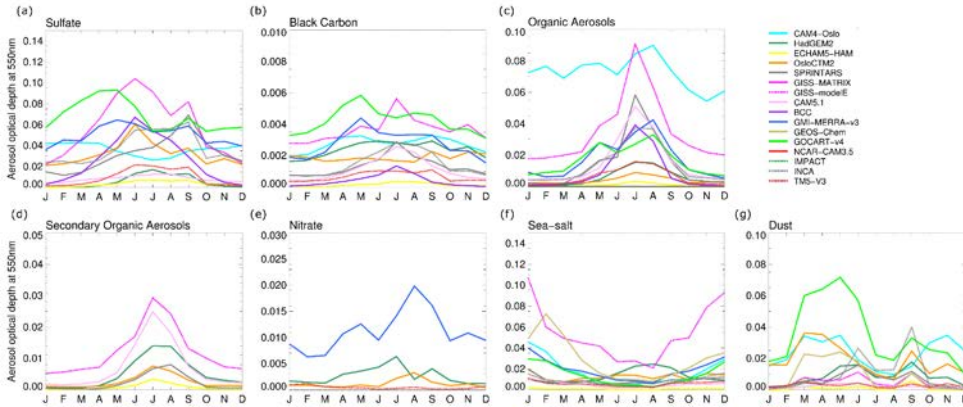 (a) Sulfate
(b) Black Carbon
(c) Organic Aerosols
Aerosol optical depth at 550nm
0.14
0.12
0.10
0.08
0.06
0.04
0.02
0.00
J F M A M J J A S O N D
0.010
0.008
0.006
0.004
0.002
0.000
J F M A M J J A S O N D
0.10
0.08
0.06
0.04
0.02
0.00
J F M A M J J A S O N D
CAM4-Oslo
HadGEM2
ECHAM5-HAM
OsloCTM2
SPRINTARS
GISS-MATRIX
GISS-modelE
CAM5.1
BCC
GMI-MERRA-v3
GEOS-Chem
GOCART-v4
NCAR-CAM3.5
IMPACT
INCA
TM5-V3
(d) Secondary Organic Aerosols
(e) Nitrate
(f) Sea-salt
(g) Dust
Aerosol optical depth at 550nm
0.05
0.04
0.03
0.02
0.01
0.00
J F M A M J J A S O N D
0.030
0.025
0.020
0.015
0.010
0.005
0.000
J F M A M J J A S O N D
0.14
0.12
0.10
0.08
0.06
0.04
0.02
0.00
J F M A M J J A S O N D
0.10
0.08
0.06
0.04
0.02
0.00
J F M A M J J A S O N D